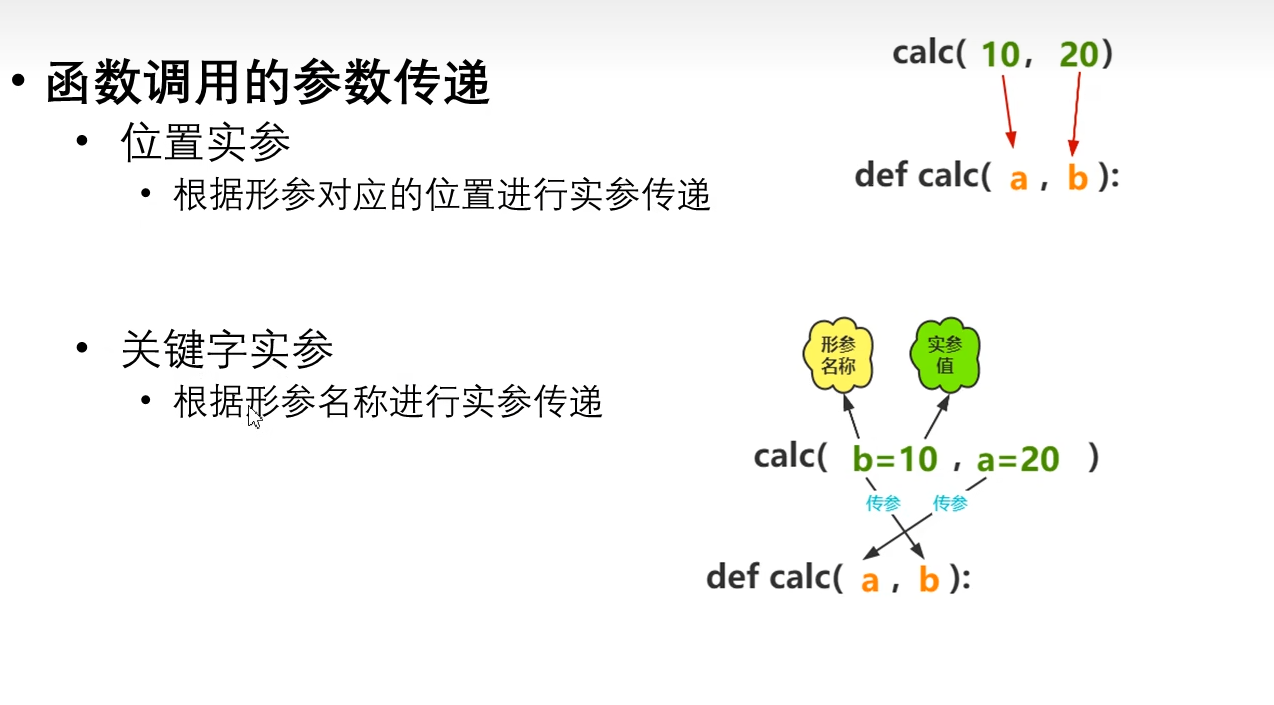 • 函数调用的参数传递
• 位置实参
• 根据形参对应的位置进行实参传递
calc( 10, 20)
def calc( a , b ):
• 关键字实参
• 根据形参名称进行实参传递
形参
名称
实参
值
calc( b=10 , a=20 )
传参 传参
def calc( a , b ):